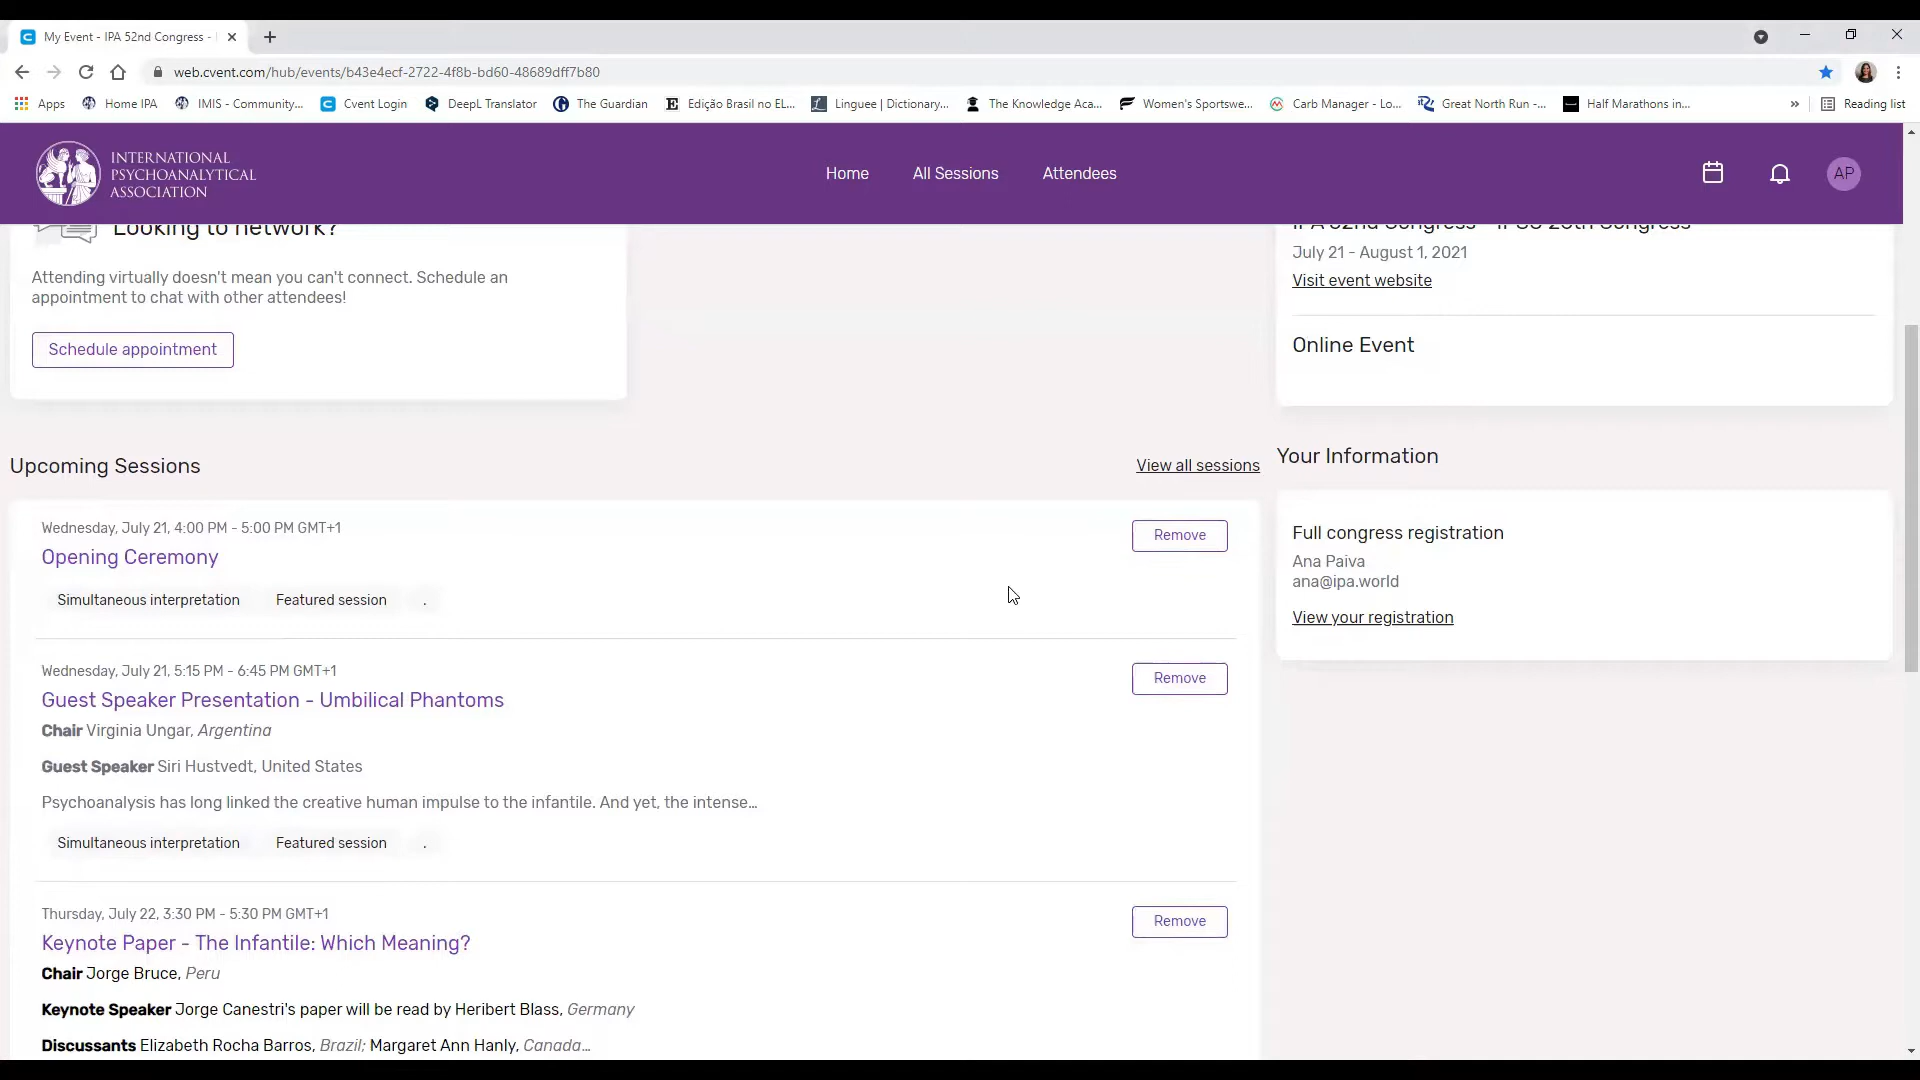 My Event - IPA 52nd Congress -
web.cvent.com/hub/events/b43e4ecf-2722-4f8b-bd60-48689dff7b80
Apps
Home IPA
IMIS - Community...
Cvent Login
DeepL Translator
The Guardian
Edição Brasil no EL...
Linguee | Dictionary...
The Knowledge Aca...
Women's Sportswe...
Carb Manager - Lo...
Great North Run -...
Half Marathons in...
»
Reading list
INTERNATIONAL
PSYCHOANALYTICAL
ASSOCIATION
Home
All Sessions
Attendees
AP
Looking to network?
Attending virtually doesn't mean you can't connect. Schedule an
appointment to chat with other attendees!
Schedule appointment
IPA 52nd Congress - IPSO 26th Congress
July 21 - August 1, 2021
Visit event website
Online Event
Upcoming Sessions
View all sessions
Wednesday, July 21, 4:00 PM - 5:00 PM GMT+1
Opening Ceremony
Remove
Simultaneous interpretation
Featured session
.
Wednesday, July 21, 5:15 PM - 6:45 PM GMT+1
Guest Speaker Presentation - Umbilical Phantoms
Remove
Chair Virginia Ungar, Argentina
Guest Speaker Siri Hustvedt, United States
Psychoanalysis has long linked the creative human impulse to the infantile. And yet, the intense...
Simultaneous interpretation
Featured session
.
Thursday, July 22, 3:30 PM - 5:30 PM GMT+1
Keynote Paper - The Infantile: Which Meaning?
Remove
Chair Jorge Bruce, Peru
Keynote Speaker Jorge Canestri's paper will be read by Heribert Blass, Germany
Discussants Elizabeth Rocha Barros, Brazil; Margaret Ann Hanly, Canada...
Your Information
Full congress registration
Ana Paiva
ana@ipa.world
View your registration